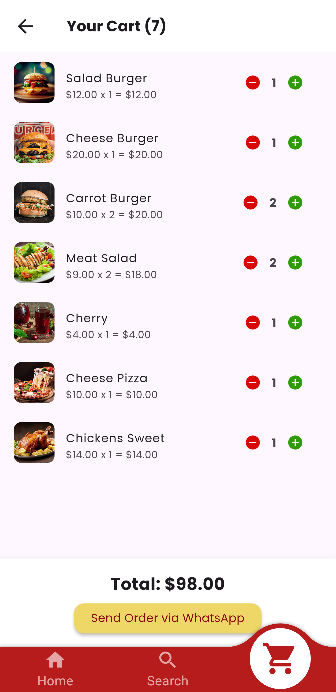 Your Cart (7)
Salad Burger
$12.00 x 1 = $12.00
1
Cheese Burger
$20.00 x 1 = $20.00
1
Carrot Burger
$10.00 x 2 = $20.00
2
Meat Salad
$9.00 x 2 = $18.00
2
Cherry
$4.00 x 1 = $4.00
1
Cheese Pizza
$10.00 x 1 = $10.00
1
Chickens Sweet
$14.00 x 1 = $14.00
1
Total: $98.00
Send Order via WhatsApp
Home
Search